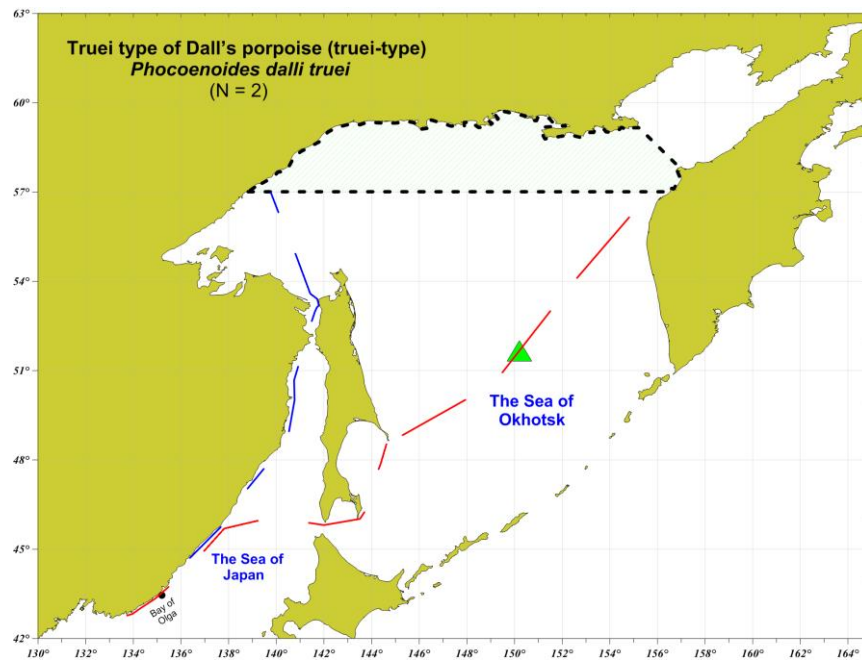 Truei type of Dall's porpoise (truei-type)
Phocoenoides dalli truei
(N = 2)
63°
60°
57°
54°
51°
48°
45°
42°
The Sea of
Okhotsk
The Sea of
Japan
Bay of
Olga
130° 132° 134° 136° 138° 140° 142° 144° 146° 148° 150° 152° 154° 156° 158° 160° 162° 164°